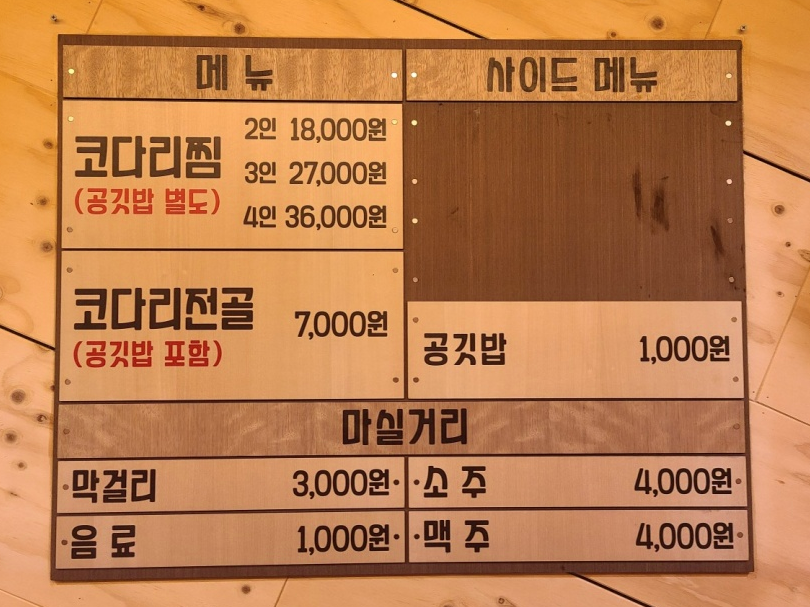 메 뉴
코다리찜
(공깃밥 별도)
2인 18,000원
3인 27,000원
4인 36,000원
코다리전골
(공깃밥 포함)
7,000원
사이드 메뉴
공깃밥 1,000원
마실거리
막걸리 3,000원
소 주 4,000원
음 료 1,000원
맥 주 4,000원